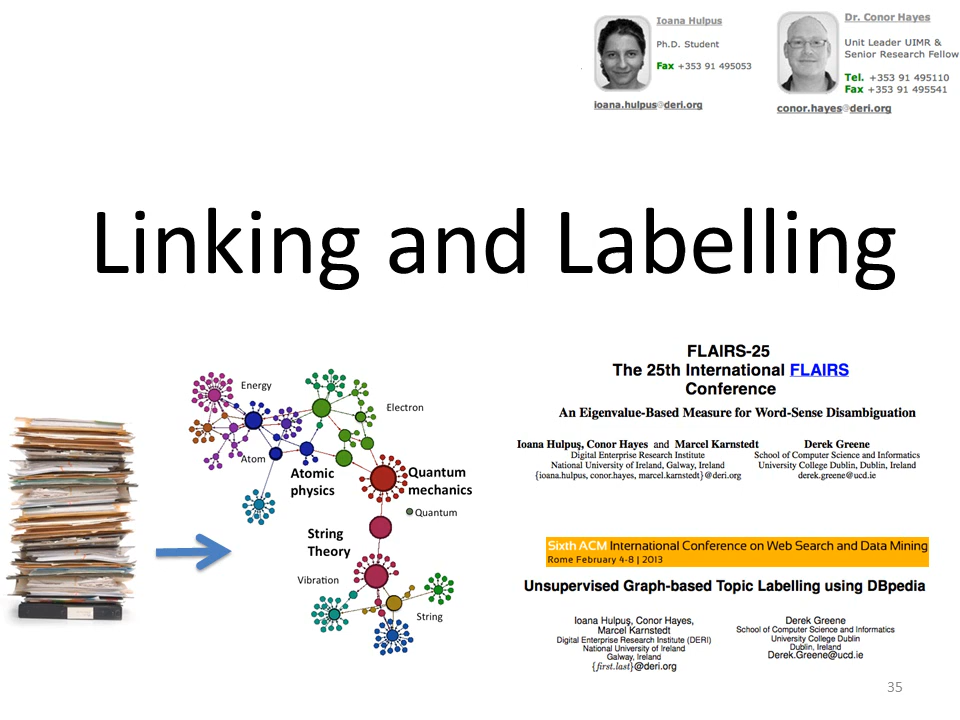 Ioana Hulpus
Ph.D. Student
Fax +353 91 495053
ioana.hulpus@deri.org
Dr. Conor Hayes
Unit Leader UIMR &
Senior Research Fellow
Tel. +353 91 495110
Fax +353 91 495541
conor.hayes@deri.org
Linking and Labelling
Energy
Electron
Atom
Atomic
physics
Quantum
mechanics
Quantum
String
Theory
Vibration
String
FLAIRS-25
The 25th International FLAIRS
Conference
An Eigenvalue-Based Measure for Word-Sense Disambiguation
Ioana Hulpuş, Conor Hayes and Marcel Karnstedt
Digital Enterprise Research Institute
National University of Ireland, Galway, Ireland
{ioana.hulpus, conor.hayes, marcel.karnstedt}@deri.org
Derek Greene
School of Computer Science and Informatics
University College Dublin, Dublin, Ireland
derek.greene@ucd.ie
Sixth ACM International Conference on Web Search and Data Mining
Rome February 4-8 | 2013
Unsupervised Graph-based Topic Labelling using DBpedia
Ioana Hulpuş, Conor Hayes,
Marcel Karnstedt
Digital Enterprise Research Institute (DERI)
National University of Ireland
Galway, Ireland
{first.last}@deri.org
Derek Greene
School of Computer Science and Informatics
University College Dublin
Dublin, Ireland
Derek.Greene@ucd.ie
35